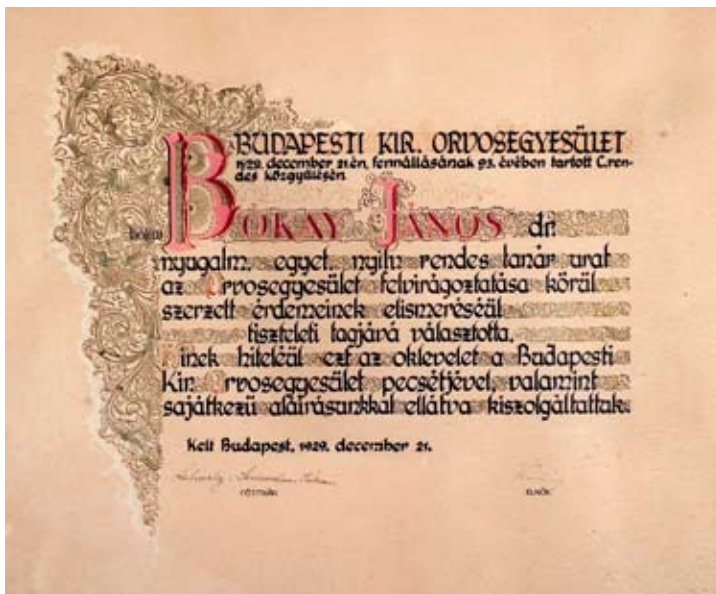 A BUDAPESTI KIR. ORVOSEGYESÜLET
1929. december 21.én, fennállásának 93. évében tartott C.ren-
des közgyűlésén
bókai BÓKAY JÁNOS dr.
nyugalm. egyet. nyilv. rendes tanár urat
az Orvosegyesület felvirágoztatása körül
szerzett érdemeinek elismeréséül
tiszteleti tagjává választotta.
Minek hiteléül ezt az oklevelet a Budapesti
Kir. Orvosegyesület pecsétjével, valamint
sajátkezű aláírásunkkal ellátva kiszolgáltattuk.
Kelt Budapest, 1929. december 21.
FŐTITKÁR ELNÖK